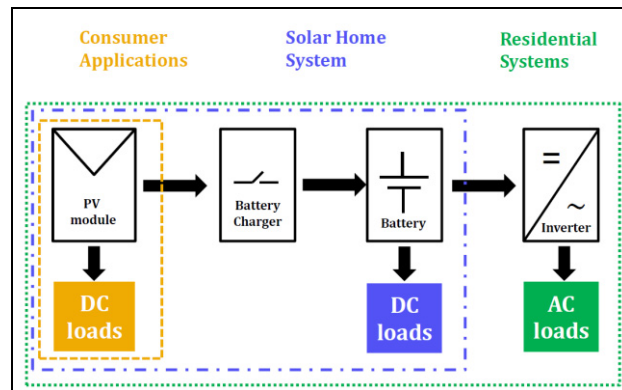 Consumer
Applications
Solar Home
System
Residential
Systems
PV
module
Battery
Charger
Battery
=
~
Inverter
DC
loads
DC
loads
AC
loads